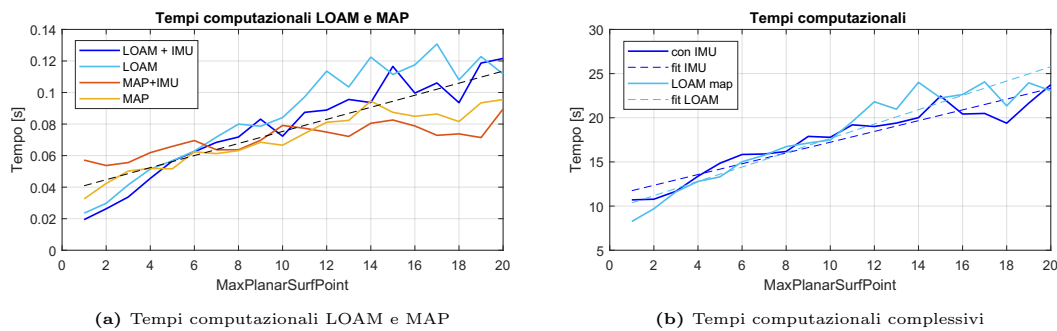 Tempi computazionali LOAM e MAP
Tempo [s]
0.14
0.12
0.1
0.08
0.06
0.04
0.02
0
LOAM + IMU
LOAM
MAP+IMU
MAP
0 2 4 6 8 10 12 14 16 18 20
MaxPlanarSurfPoint
(a) Tempi computazionali LOAM e MAP
Tempi computazionali
Tempo [s]
30
25
20
15
10
5
con IMU
fit IMU
LOAM map
fit LOAM
0 2 4 6 8 10 12 14 16 18 20
MaxPlanarSurfPoint
(b) Tempi computazionali complessivi